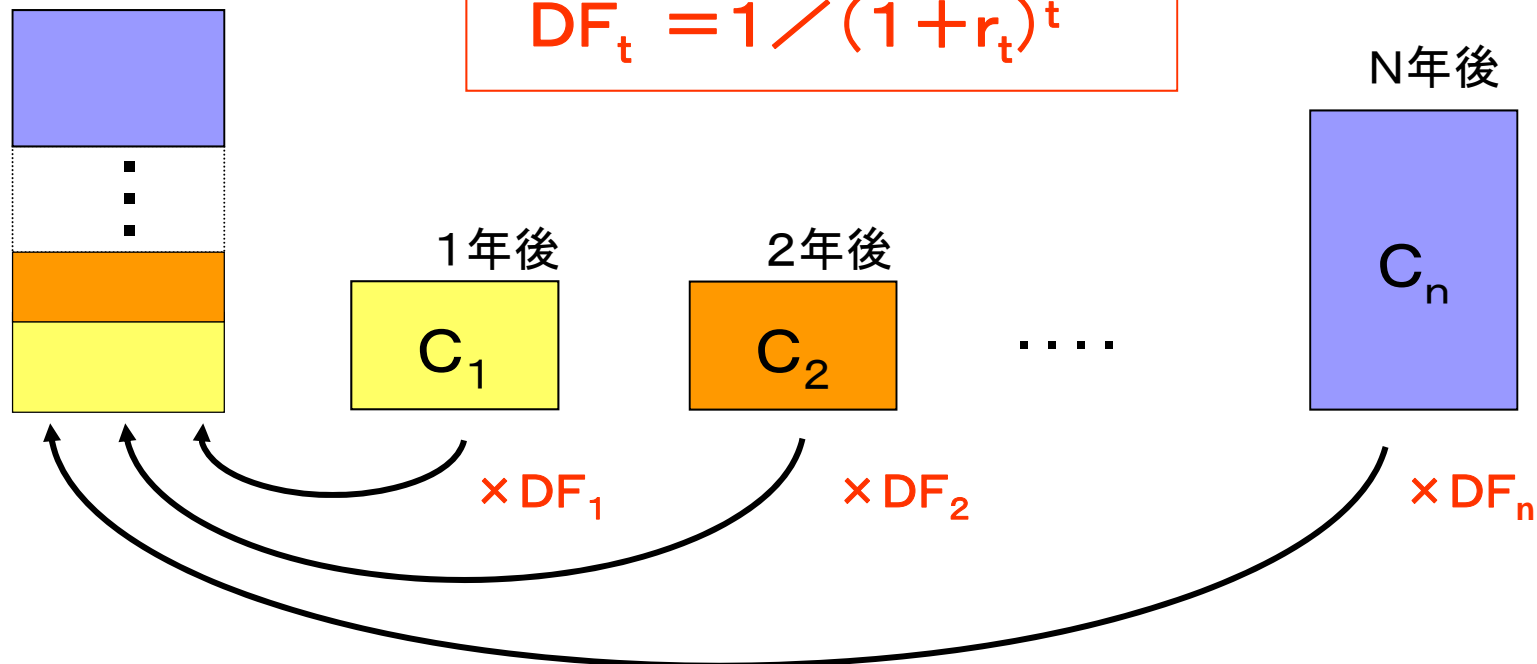 DFt ＝1／(1＋rt)t
N年後
1年後
2年後
C1
C2
････
Cn
×DF1
×DF2
×DFn